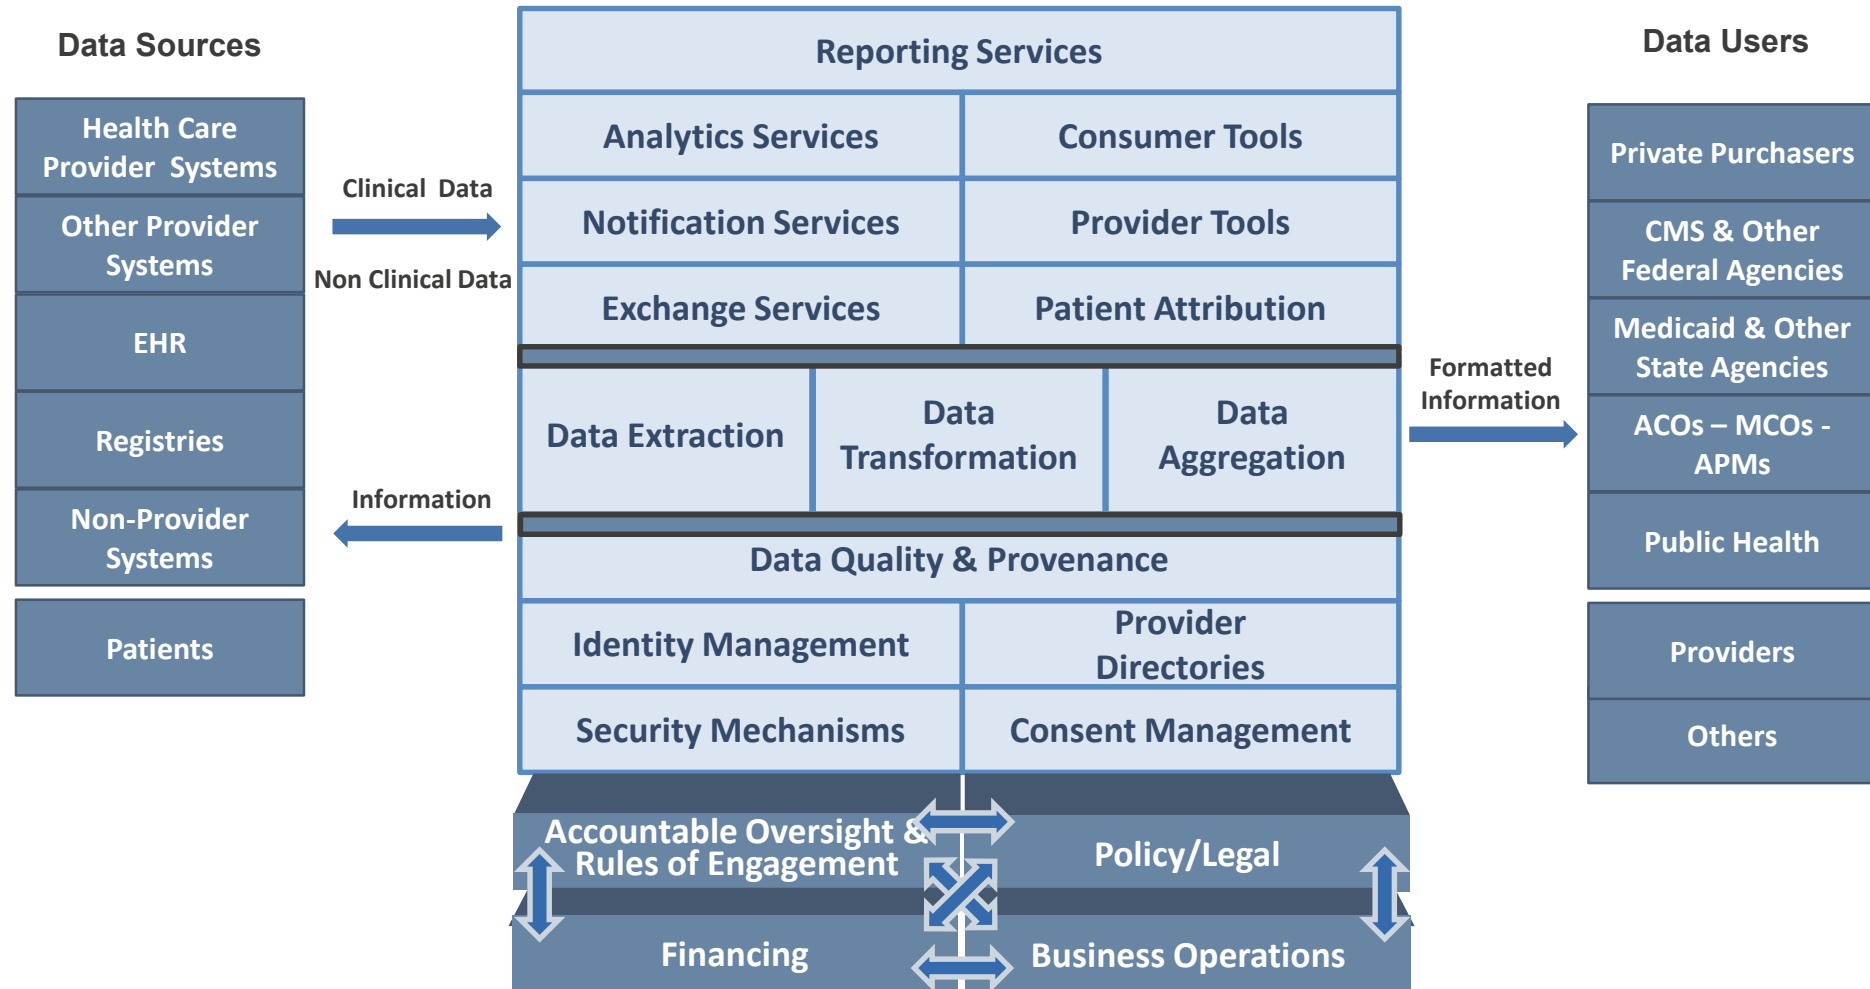 Data Sources
Health Care
Provider Systems
Other Provider
Systems
EHR
Registries
Non-Provider
Systems
Patients
Clinical Data
Non Clinical Data
Information
Reporting Services
Analytics Services
Consumer Tools
Notification Services
Provider Tools
Exchange Services
Patient Attribution
Data Extraction
Data
Transformation
Data
Aggregation
Data Quality & Provenance
Identity Management
Provider
Directories
Security Mechanisms
Consent Management
Accountable Oversight &
Rules of Engagement
Policy/Legal
Financing
Business Operations
Formatted
Information
Data Users
Private Purchasers
CMS & Other
Federal Agencies
Medicaid & Other
State Agencies
ACOs – MCOs -
APMs
Public Health
Providers
Others